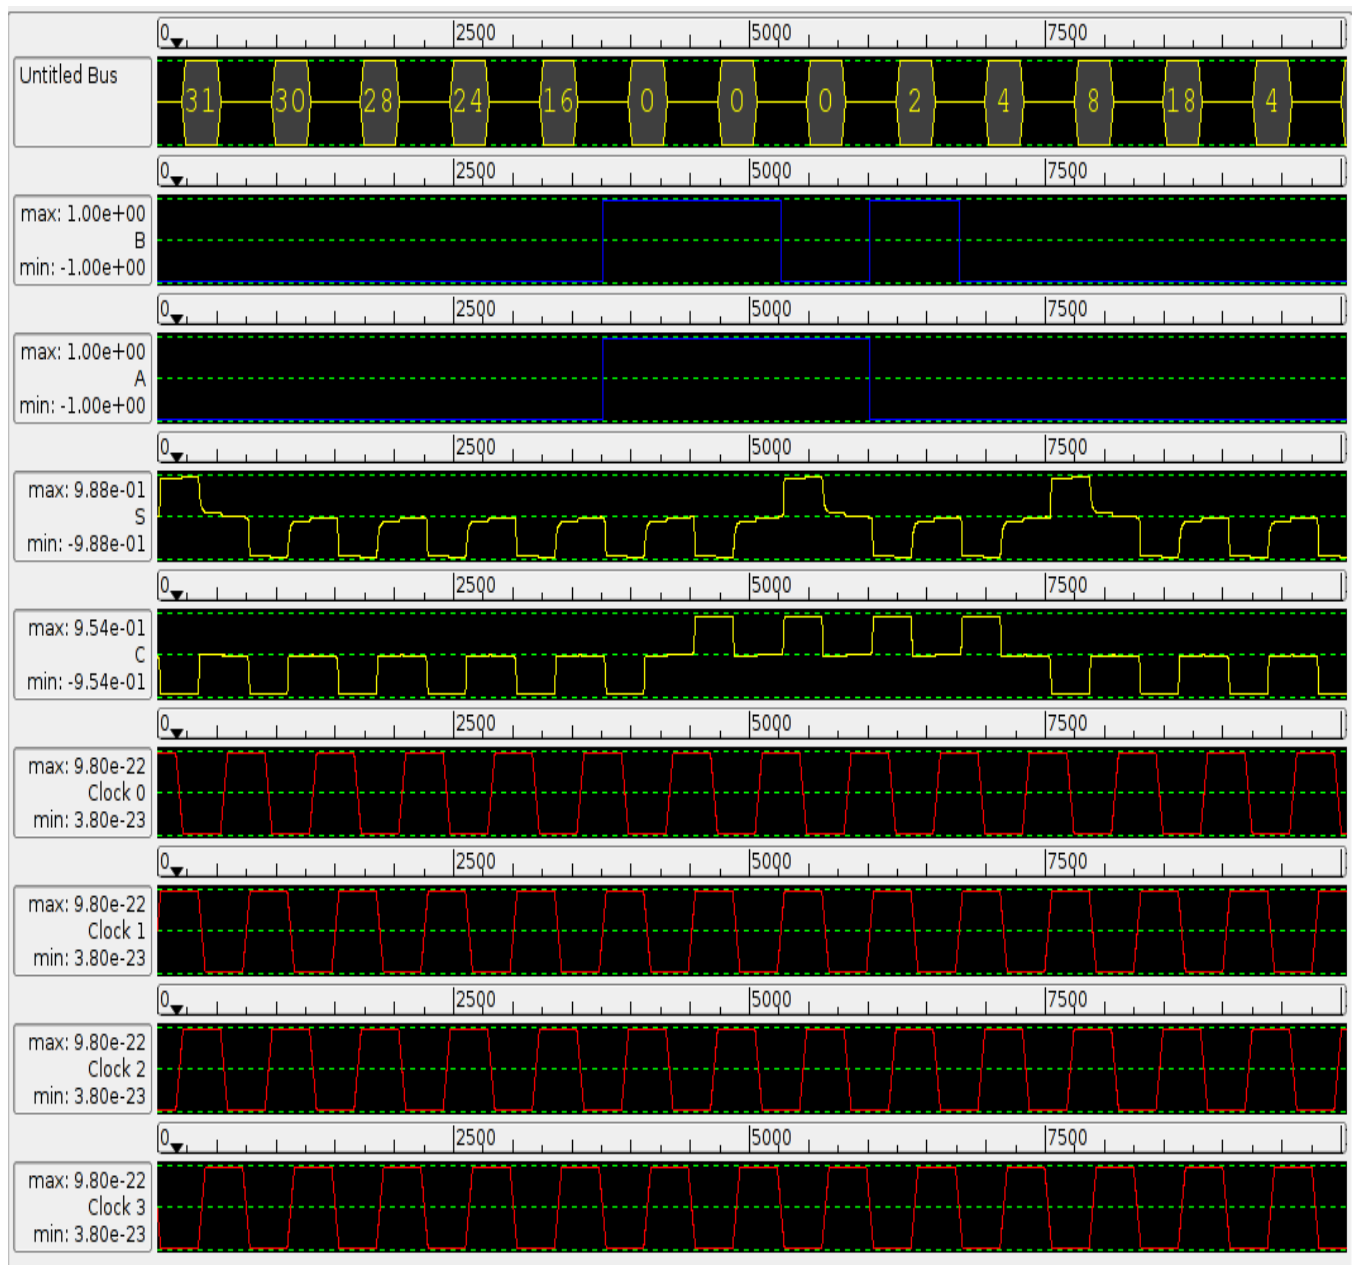 0 2500 5000 7500
Untitled Bus
31 30 28 24 16 0 0 0 2 4 8 18 4
0 2500 5000 7500
max: 1.00e+00
B
min: -1.00e+00
0 2500 5000 7500
max: 1.00e+00
A
min: -1.00e+00
0 2500 5000 7500
max: 9.88e-01
S
min: -9.88e-01
0 2500 5000 7500
max: 9.54e-01
C
min: -9.54e-01
0 2500 5000 7500
max: 9.80e-22
Clock 0
min: 3.80e-23
0 2500 5000 7500
max: 9.80e-22
Clock 1
min: 3.80e-23
0 2500 5000 7500
max: 9.80e-22
Clock 2
min: 3.80e-23
0 2500 5000 7500
max: 9.80e-22
Clock 3
min: 3.80e-23